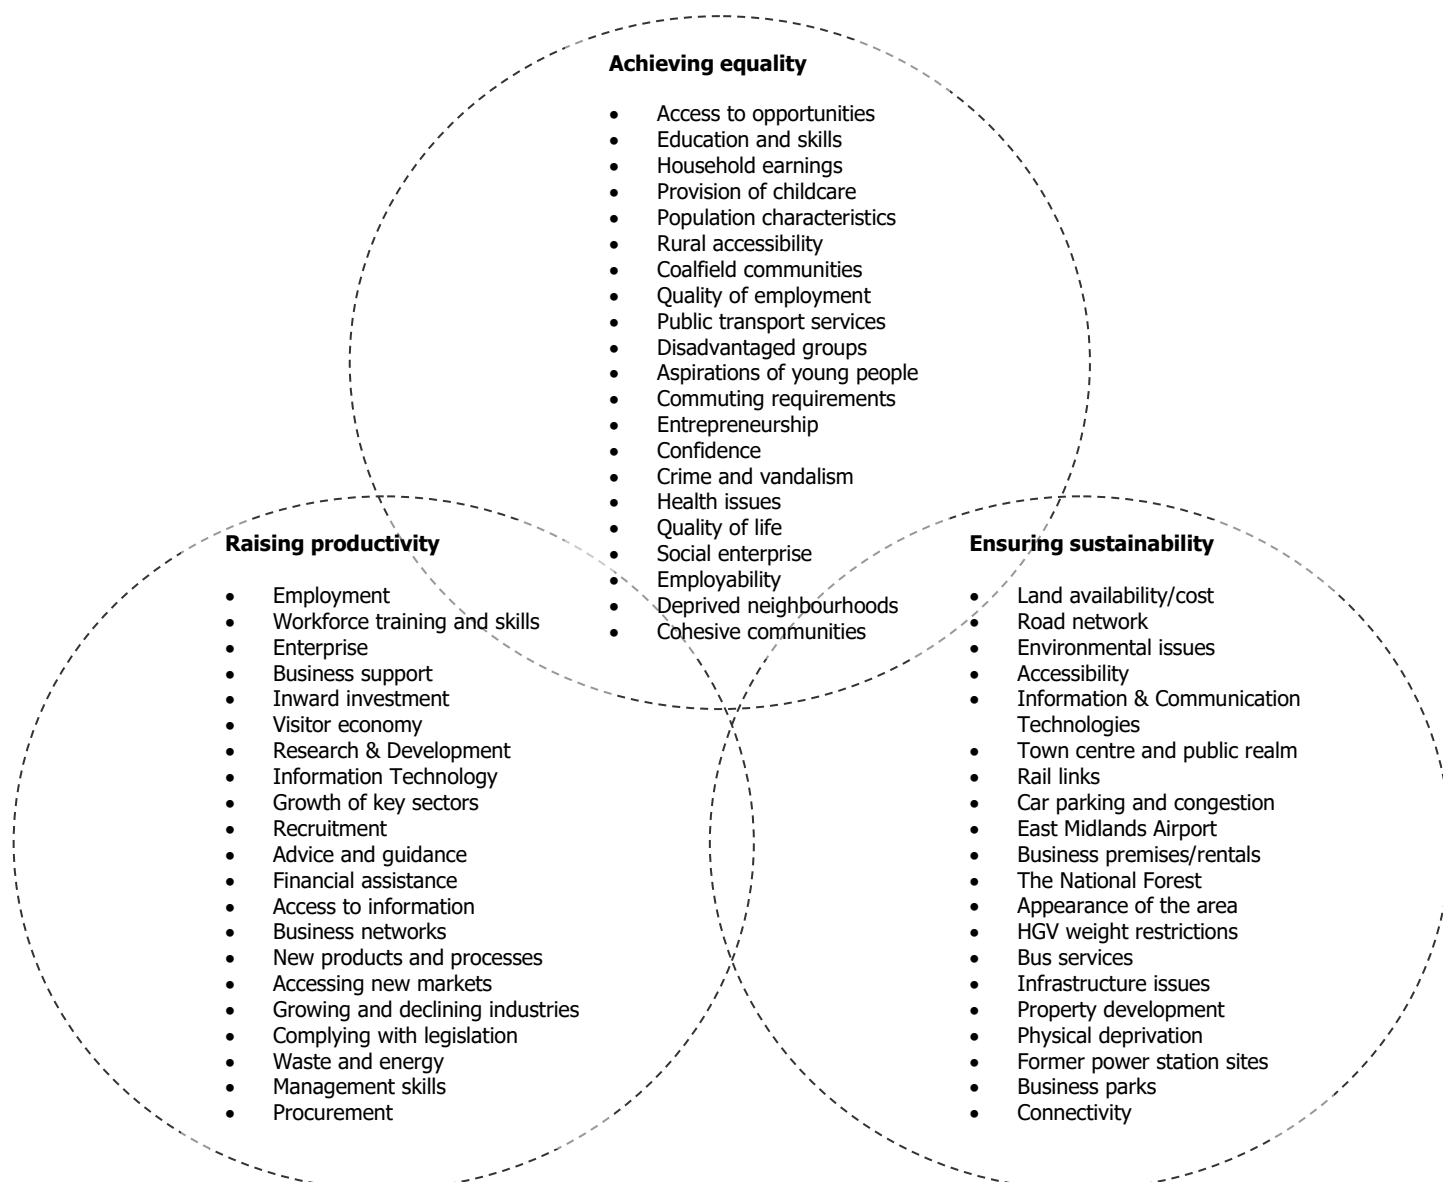 Achieving equality
• Access to opportunities
• Education and skills
• Household earnings
• Provision of childcare
• Population characteristics
• Rural accessibility
• Coalfield communities
• Quality of employment
• Public transport services
• Disadvantaged groups
• Aspirations of young people
• Commuting requirements
• Entrepreneurship
• Confidence
• Crime and vandalism
• Health issues
• Quality of life
• Social enterprise
• Employability
• Deprived neighbourhoods
• Cohesive communities
Raising productivity
• Employment
• Workforce training and skills
• Enterprise
• Business support
• Inward investment
• Visitor economy
• Research & Development
• Information Technology
• Growth of key sectors
• Recruitment
• Advice and guidance
• Financial assistance
• Access to information
• Business networks
• New products and processes
• Accessing new markets
• Growing and declining industries
• Complying with legislation
• Waste and energy
• Management skills
• Procurement
Ensuring sustainability
• Land availability/cost
• Road network
• Environmental issues
• Accessibility
• Information & Communication
Technologies
• Town centre and public realm
• Rail links
• Car parking and congestion
• East Midlands Airport
• Business premises/rentals
• The National Forest
• Appearance of the area
• HGV weight restrictions
• Bus services
• Infrastructure issues
• Property development
• Physical deprivation
• Former power station sites
• Business parks
• Connectivity